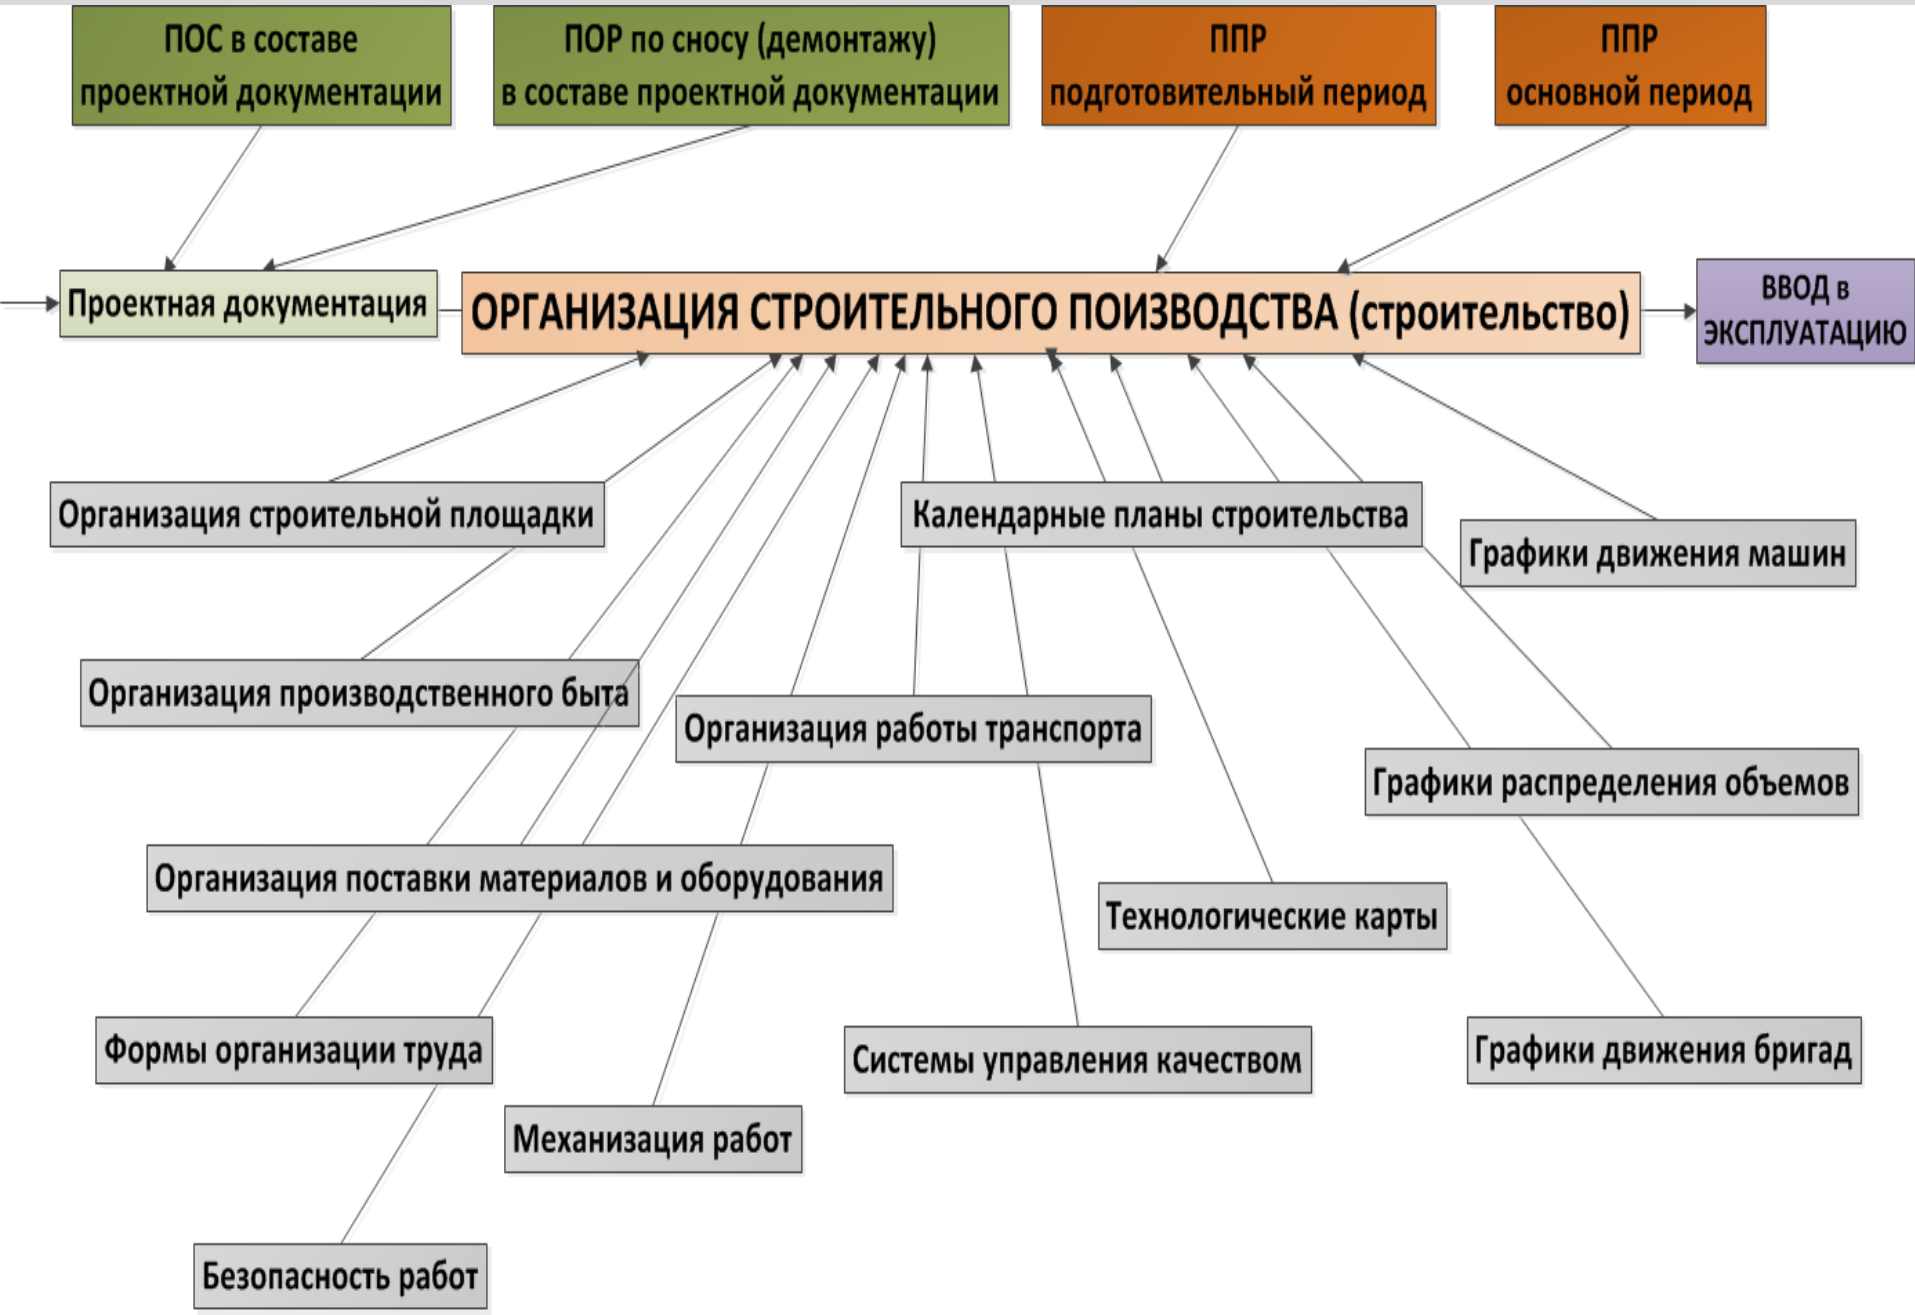 ПОС в составе
проектной документации
ПОР по сносу (демонтажу)
в составе проектной документации
ППР
подготовительный период
ППР
основной период
Проектная документация
ОРГАНИЗАЦИЯ СТРОИТЕЛЬНОГО ПОИЗВОДСТВА (строительство)
ВВОД в
ЭКСПЛУАТАЦИЮ
Организация строительной площадки
Календарные планы строительства
Графики движения машин
Организация производственного быта
Организация работы транспорта
Графики распределения объемов
Организация поставки материалов и оборудования
Технологические карты
Формы организации труда
Системы управления качеством
Графики движения бригад
Механизация работ
Безопасность работ